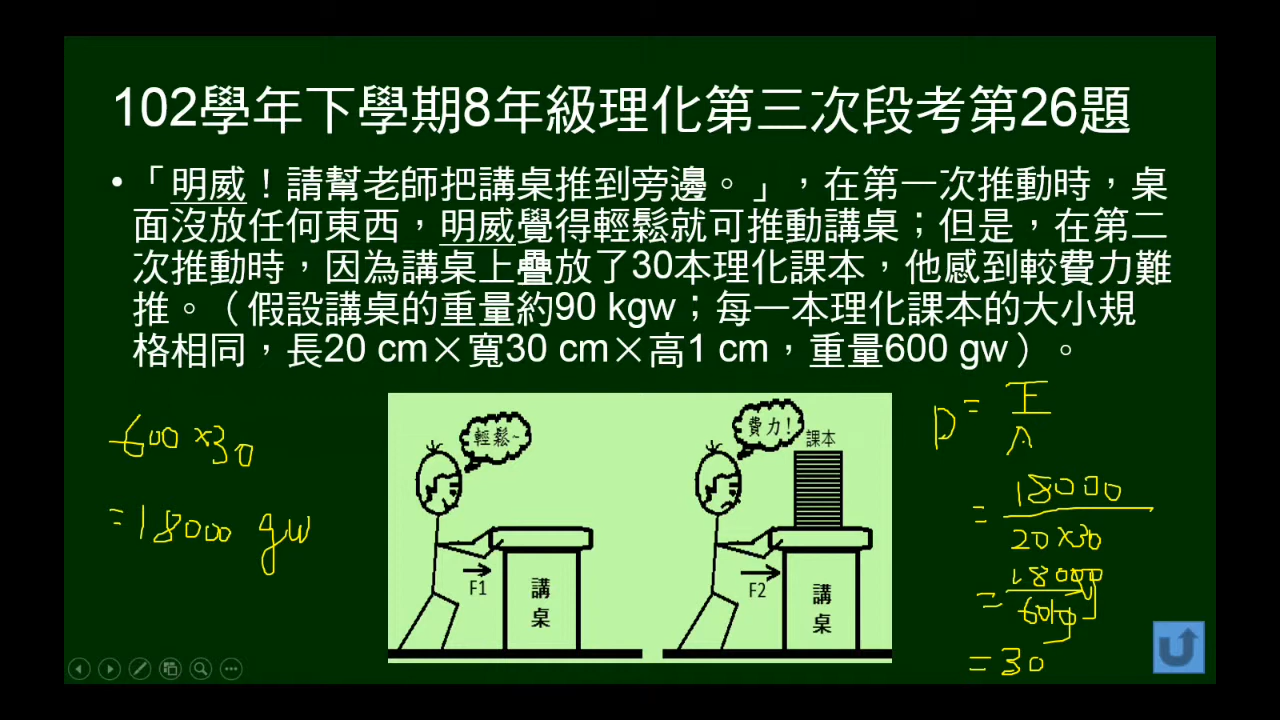 102學年下學期8年級理化第三次段考第26題
•「明威！請幫老師把講桌推到旁邊。」，在第一次推動時，桌
面沒放任何東西，明威覺得輕鬆就可推動講桌；但是，在第二
次推動時，因為講桌上疊放了30本理化課本，他感到較費力難
推。（假設講桌的重量約90 kgw；每一本理化課本的大小規
格相同，長20 cm×寬30 cm×高1 cm，重量600 gw）。
600×30
=18000 gw
輕鬆~
F1
講
桌
費力!
課本
F2
講
桌
P = F
A
= 18000
20×30
= 18000
= 30